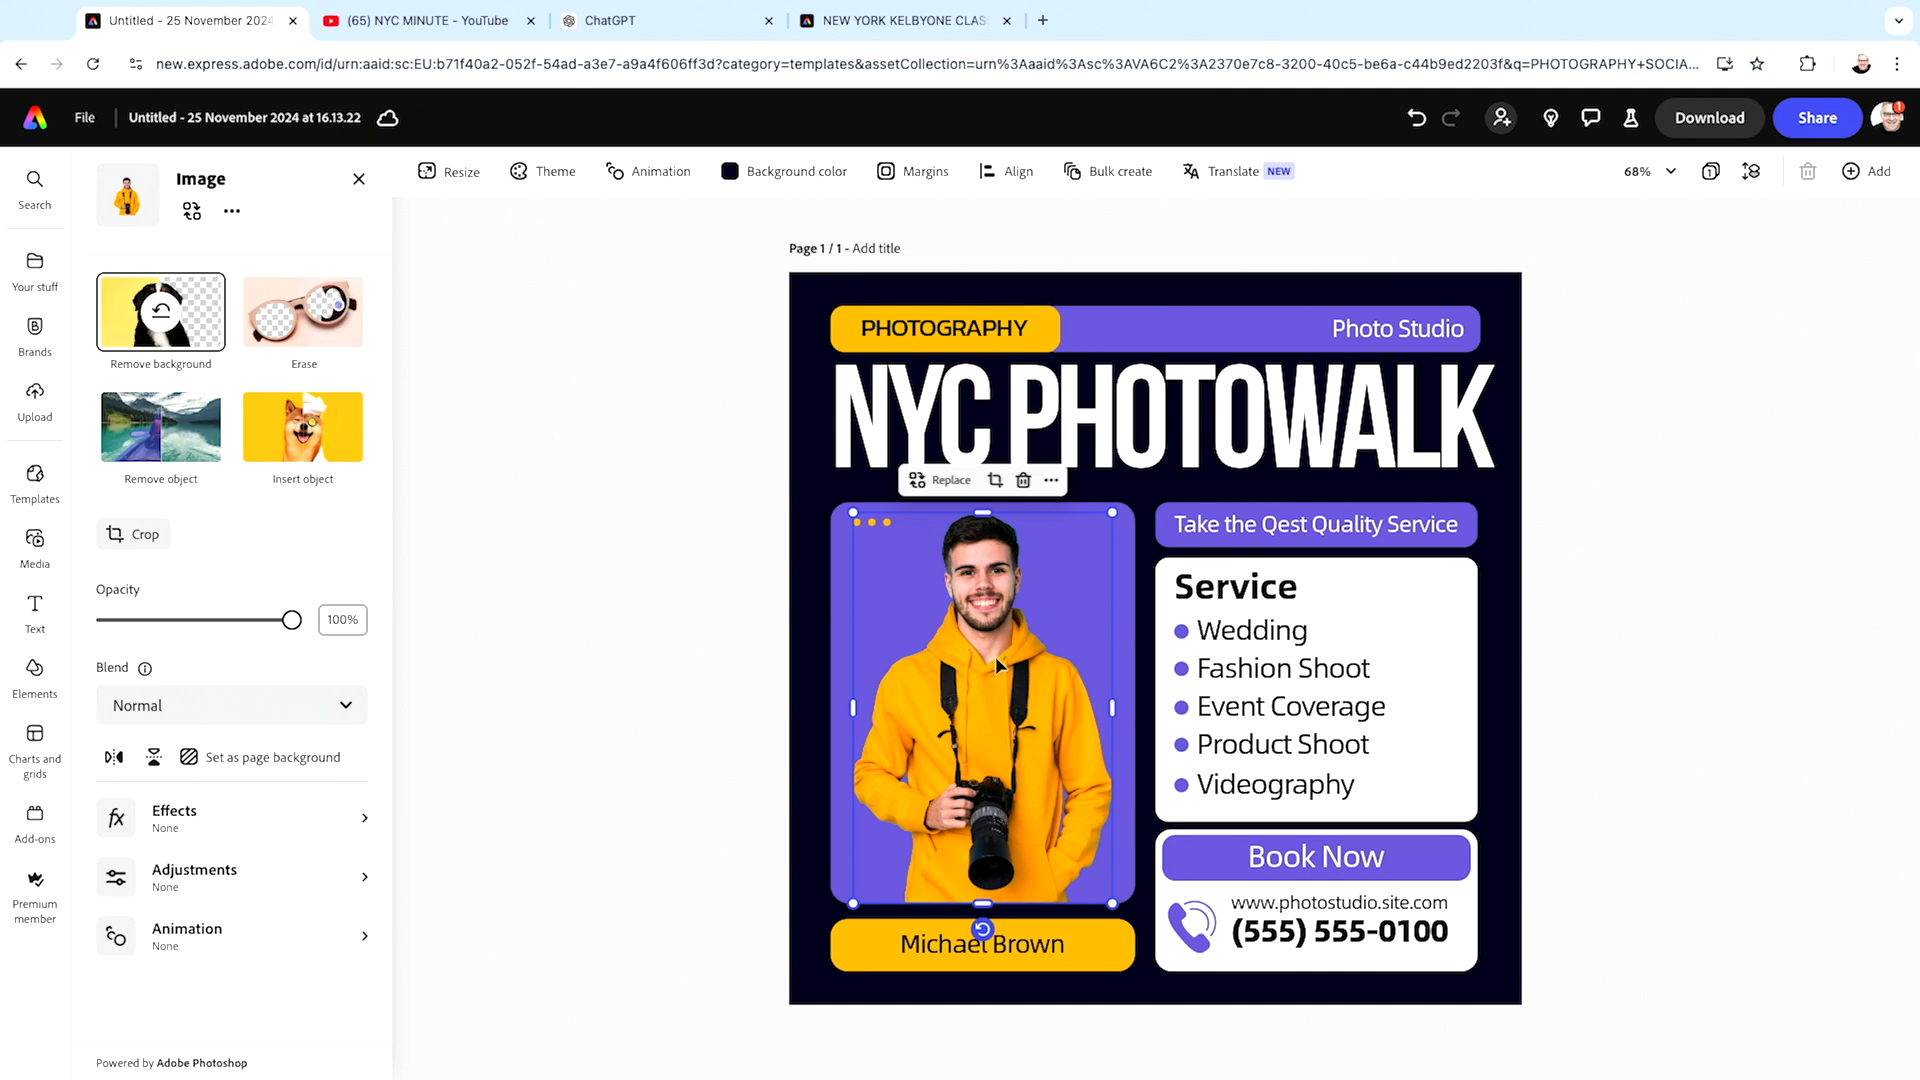 Untitled - 25 November 2024
(65) NYC MINUTE - YouTube
ChatGPT
NEW YORK KELBYONE CLAS
new.express.adobe.com/id/urn:aaid:sc:EU:b71f40a2-052f-54ad-a3e7-a9a4f606ff3d?category=templates&assetCollection=urn%3Aaaid%3Asc%3AVA6C2%3A2370e7c8-3200-40c5-be6a-c44b9ed2203f&q=PHOTOGRAPHY+SOCIA...
File
Untitled - 25 November 2024 at 16.13.22
Download
Share
1
Resize
Theme
Animation
Background color
Margins
Align
Bulk create
Translate NEW
68%
1
Add
Search
Your stuff
Brands
Upload
Templates
Media
Text
Elements
Charts and
grids
Add-ons
Premium
member
Image
Remove background
Erase
Remove object
Insert object
Crop
Opacity
100%
Blend
Normal
Set as page background
Effects
None
Adjustments
None
Animation
None
Powered by Adobe Photoshop
Page 1 / 1 - Add title
PHOTOGRAPHY
Photo Studio
NYC PHOTOWALK
Replace
Take the Qest Quality Service
Service
Wedding
Fashion Shoot
Event Coverage
Product Shoot
Videography
Book Now
www.photostudio.site.com
(555) 555-0100
Michael Brown